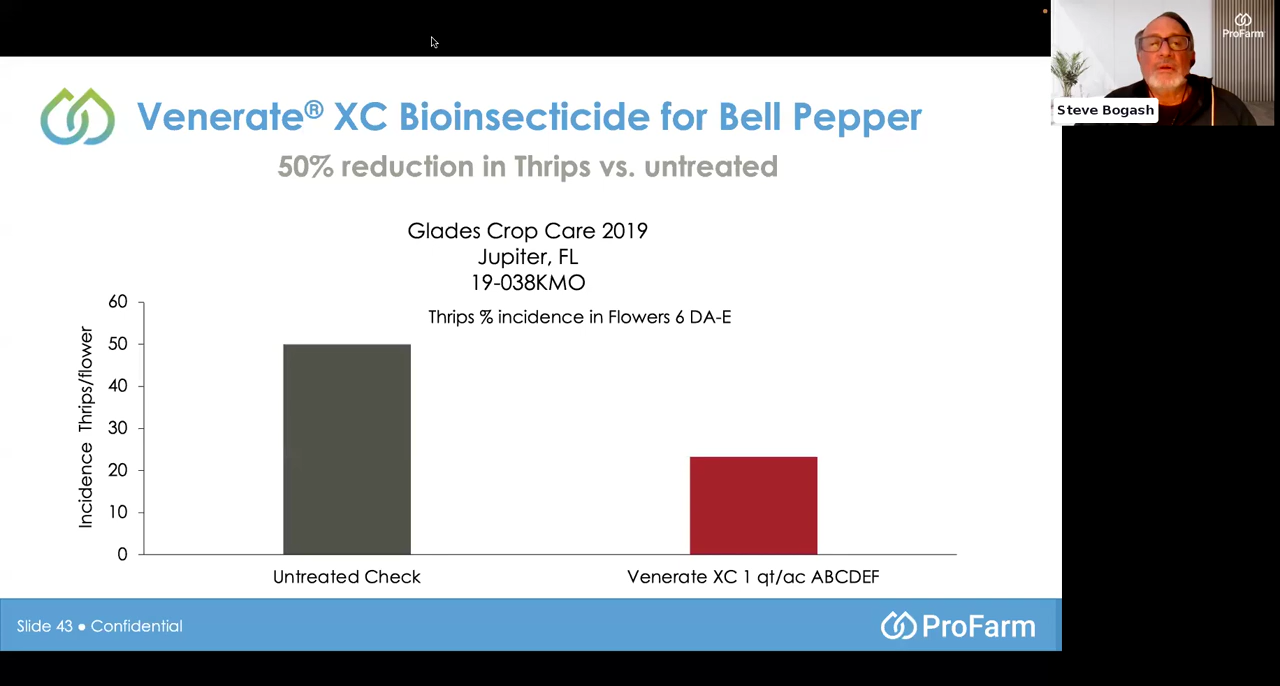 Venerate® XC Bioinsecticide for Bell Pepper
50% reduction in Thrips vs. untreated
Glades Crop Care 2019
Jupiter, FL
19-038KMO
Thrips % incidence in Flowers 6 DA-E
Incidence Thrips/flower
60
50
40
30
20
10
0
Untreated Check
Venerate XC 1 qt/ac ABCDEF
Slide 43 ● Confidential
ProFarm
ProFarm
Steve Bogash